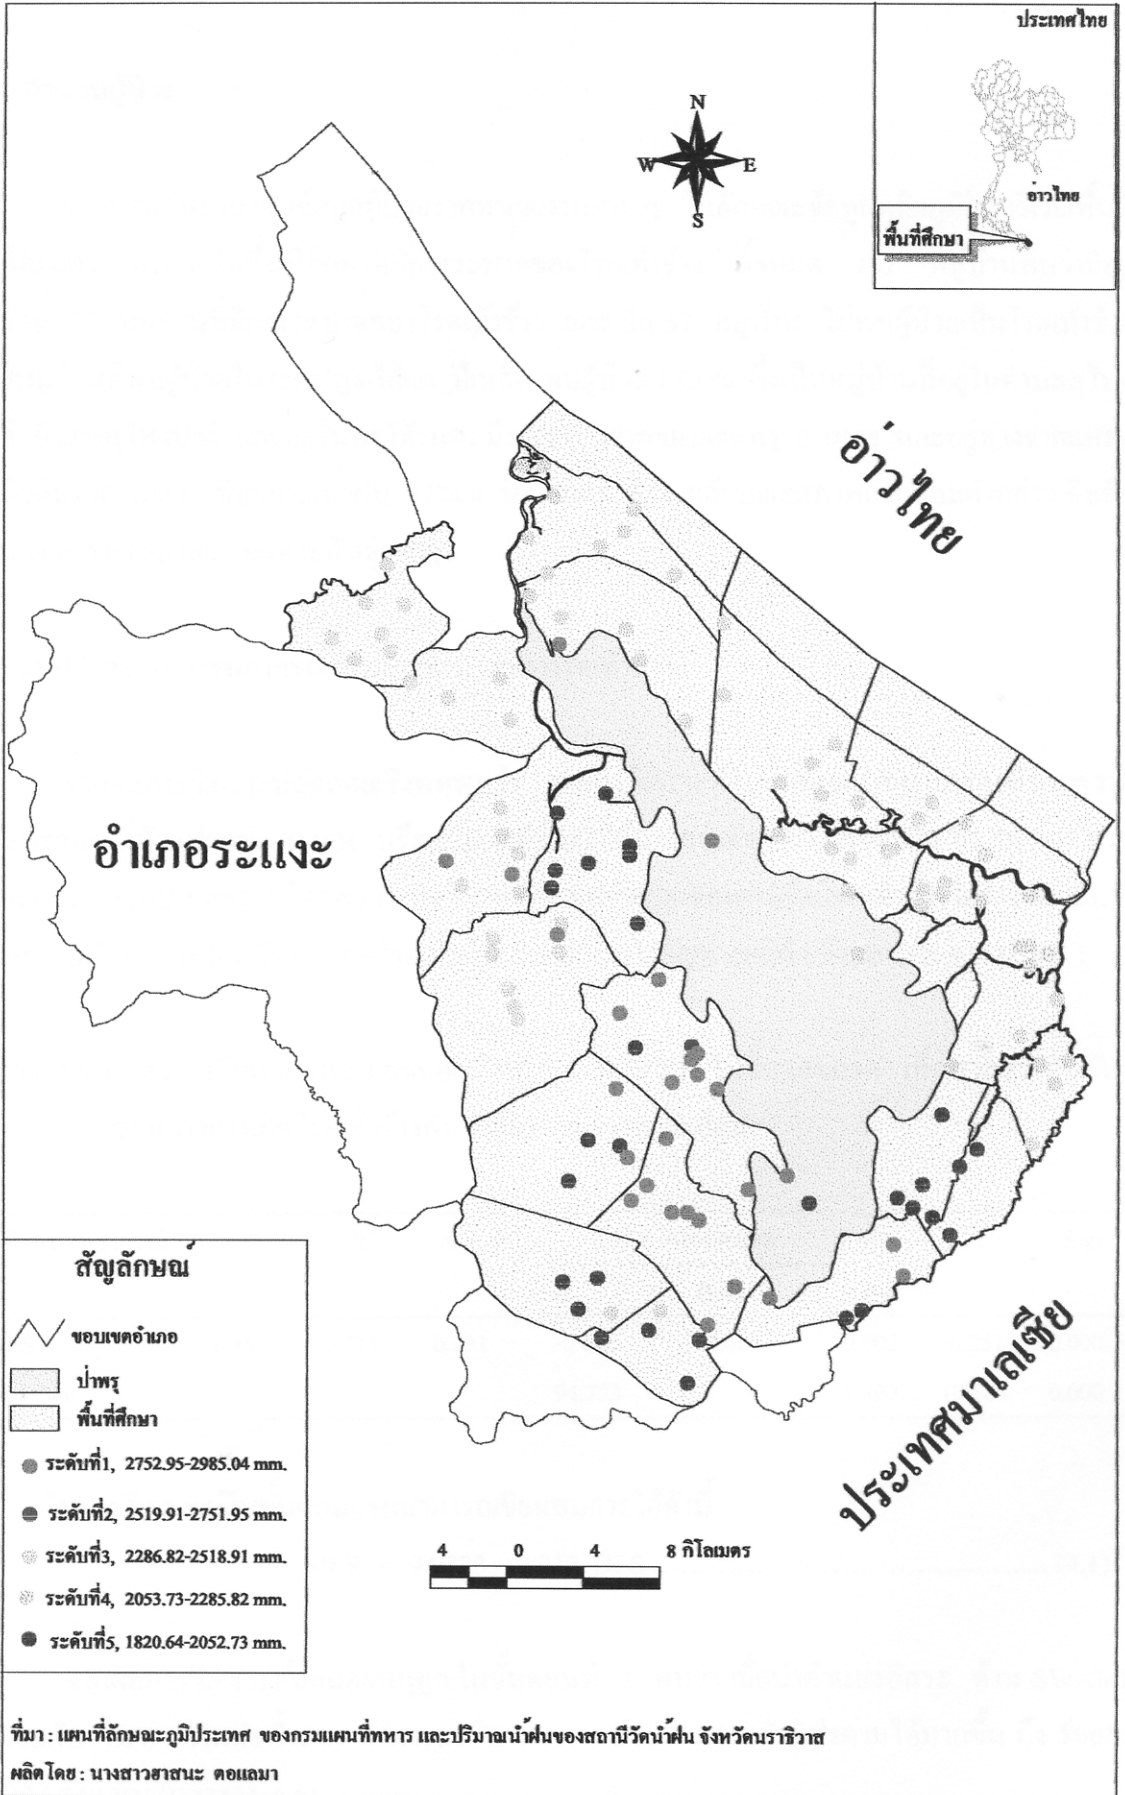 ประเทศไทย
อ่าวไทย
พื้นที่ศึกษา
N
W
E
S
อ่าวไทย
อำเภอระแงะ
ประเทศมาเลเซีย
สัญลักษณ์
ขอบเขตอำเภอ
ป่าพรุ
พื้นที่ศึกษา
ระดับที่1, 2752.95-2985.04 mm.
ระดับที่2, 2519.91-2751.95 mm.
ระดับที่3, 2286.82-2518.91 mm.
ระดับที่4, 2053.73-2285.82 mm.
ระดับที่5, 1820.64-2052.73 mm.
4 0 4 8 กิโลเมตร
ที่มา : แผนที่ลักษณะภูมิประเทศ ของกรมแผนที่ทหาร และปริมาณน้ำฝนของสถานีวัดน้ำฝน จังหวัดนราธิวาส
ผลิตโดย : นางสาวฮาสนะ ตอแลมา